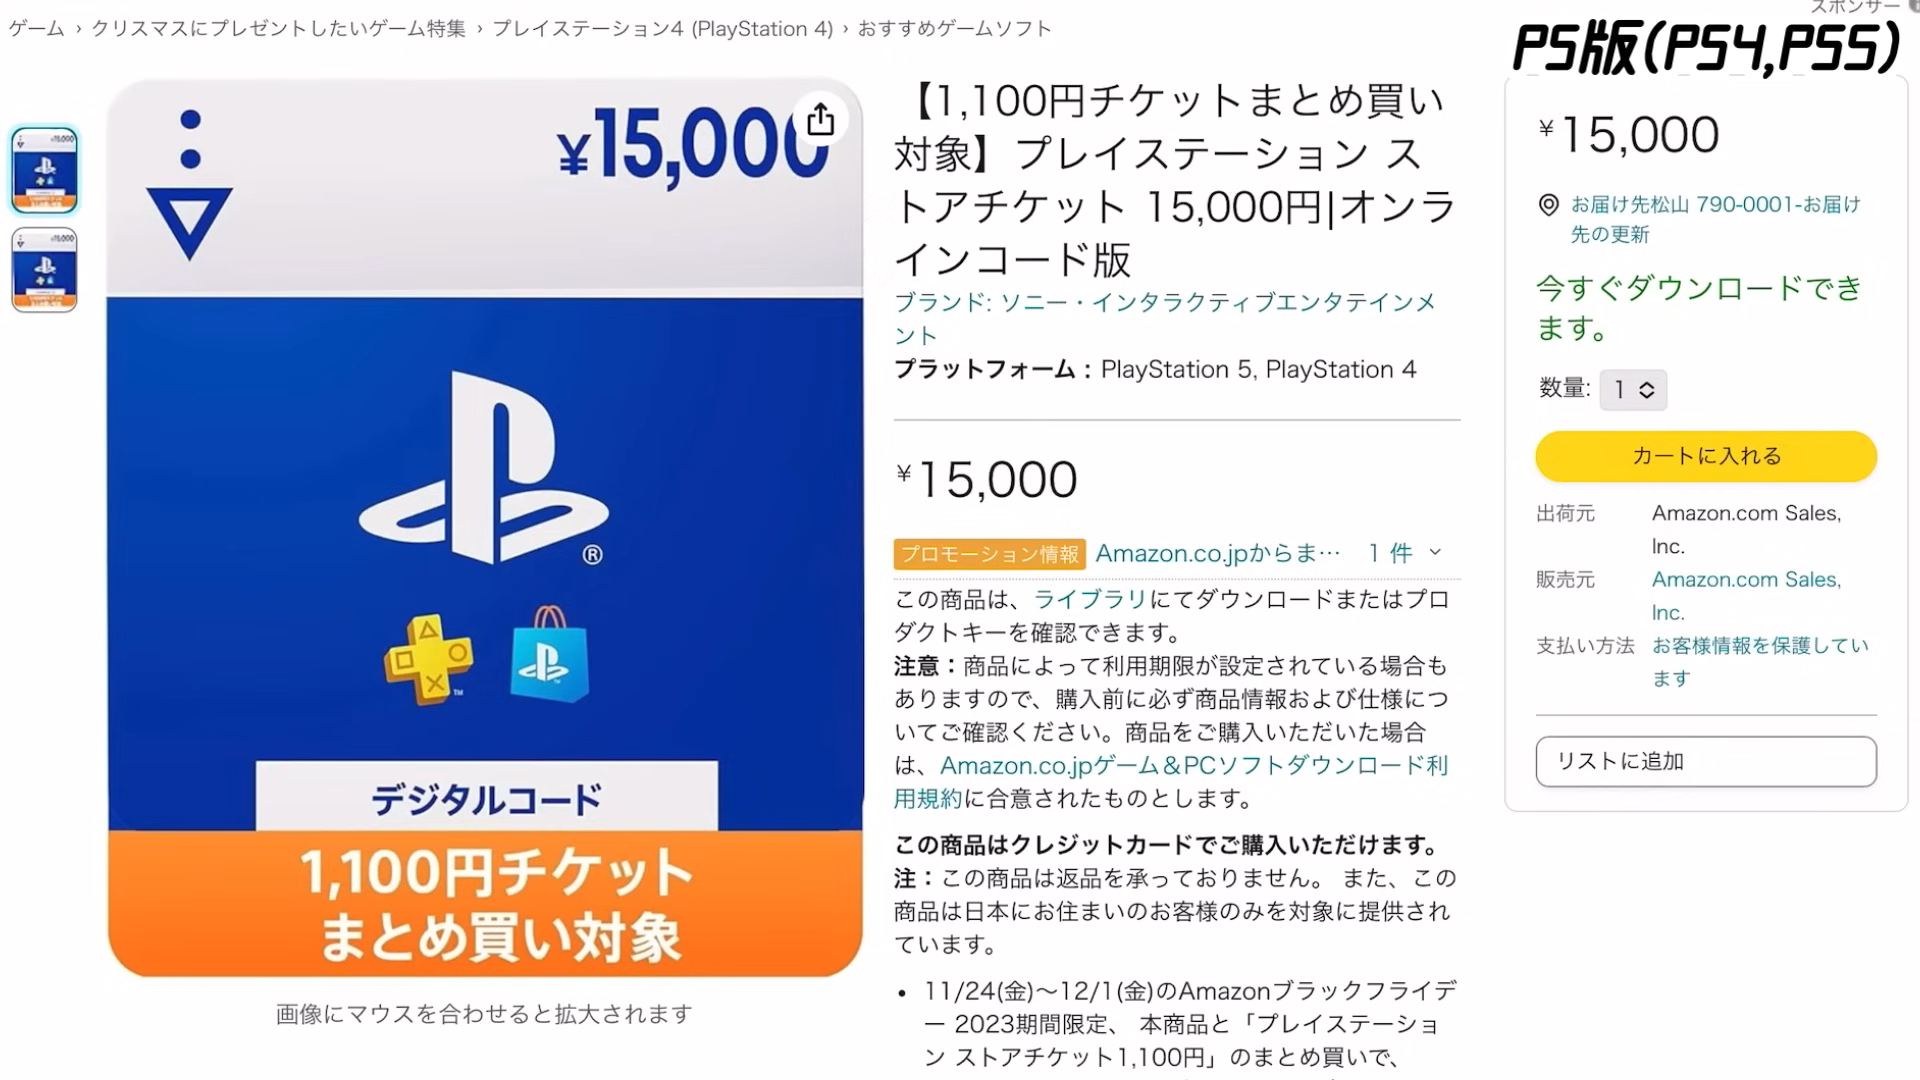 スポンサー
ゲーム › クリスマスにプレゼントしたいゲーム特集 › プレイステーション4 (PlayStation 4) › おすすめゲームソフト
PS版(PS4,PS5)
¥15,000
®
TM
デジタルコード
1,100円チケット
まとめ買い対象
画像にマウスを合わせると拡大されます
【1,100円チケットまとめ買い
対象】プレイステーション ス
トアチケット 15,000円|オンラ
インコード版
ブランド: ソニー・インタラクティブエンタテインメ
ント
プラットフォーム : PlayStation 5, PlayStation 4
¥15,000
プロモーション情報 Amazon.co.jpからま… 1 件
この商品は、ライブラリにてダウンロードまたはプロ
ダクトキーを確認できます。
注意：商品によって利用期限が設定されている場合も
ありますので、購入前に必ず商品情報および仕様につ
いてご確認ください。商品をご購入いただいた場合
は、Amazon.co.jpゲーム＆PCソフトダウンロード利
用規約に合意されたものとします。
この商品はクレジットカードでご購入いただけます。
注：この商品は返品を承っておりません。 また、この
商品は日本にお住まいのお客様のみを対象に提供され
ています。
• 11/24(金)～12/1(金)のAmazonブラックフライデ
ー 2023期間限定、 本商品と「プレイステーショ
ン ストアチケット1,100円」のまとめ買いで、
¥15,000
お届け先松山 790-0001-お届け
先の更新
今すぐダウンロードでき
ます。
数量: 1
カートに入れる
出荷元 Amazon.com Sales,
Inc.
販売元 Amazon.com Sales,
Inc.
支払い方法 お客様情報を保護してい
ます
リストに追加